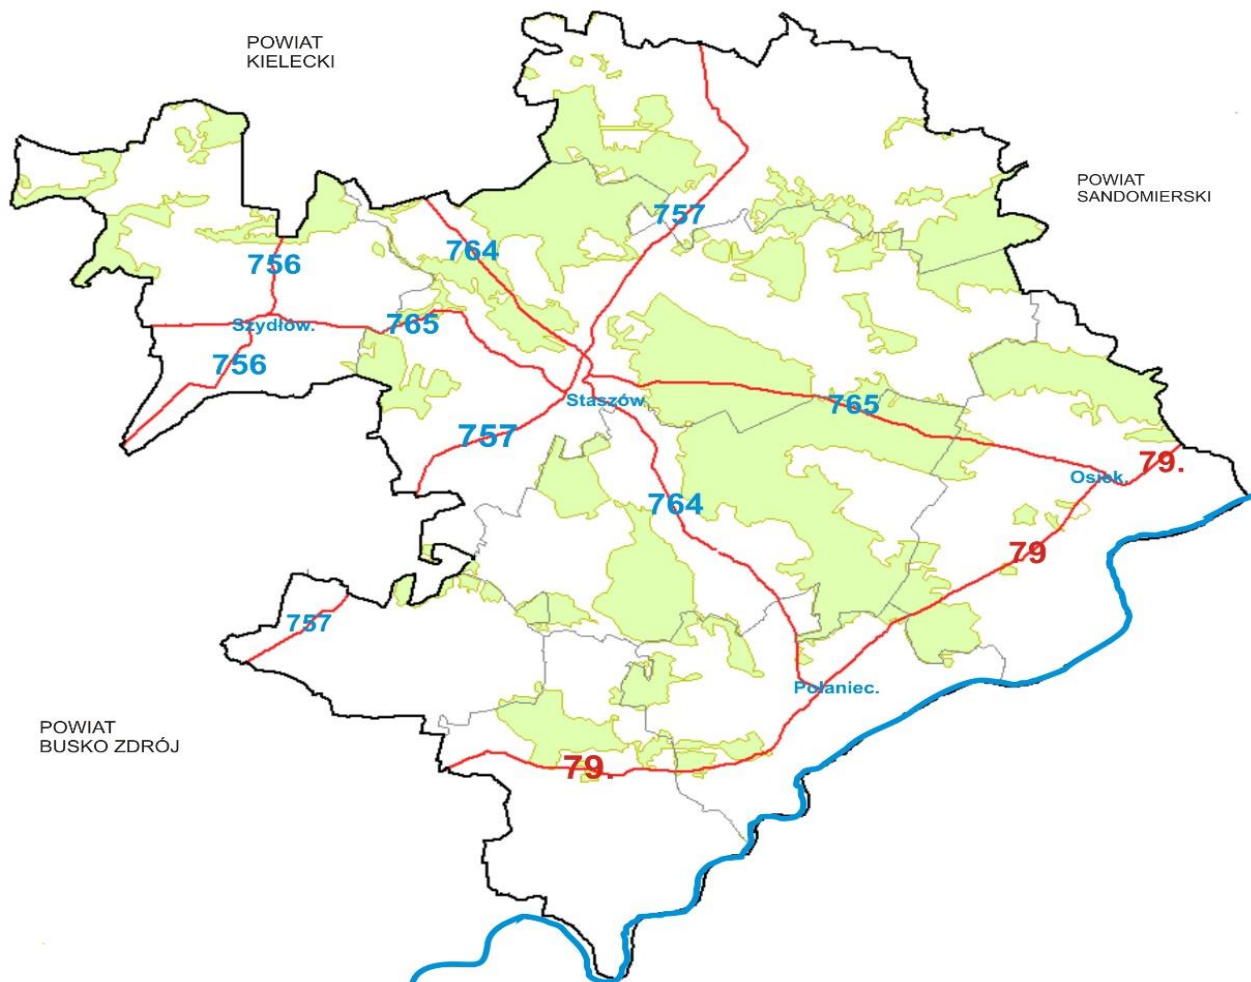 POWIAT
KIELECKI
POWIAT
SANDOMIERSKI
757
764
756
Szydłów.
765
756
Staszów
765
757
79.
Osiek.
764
79
757
Połaniec.
POWIAT
BUSKO ZDRÓJ
79.